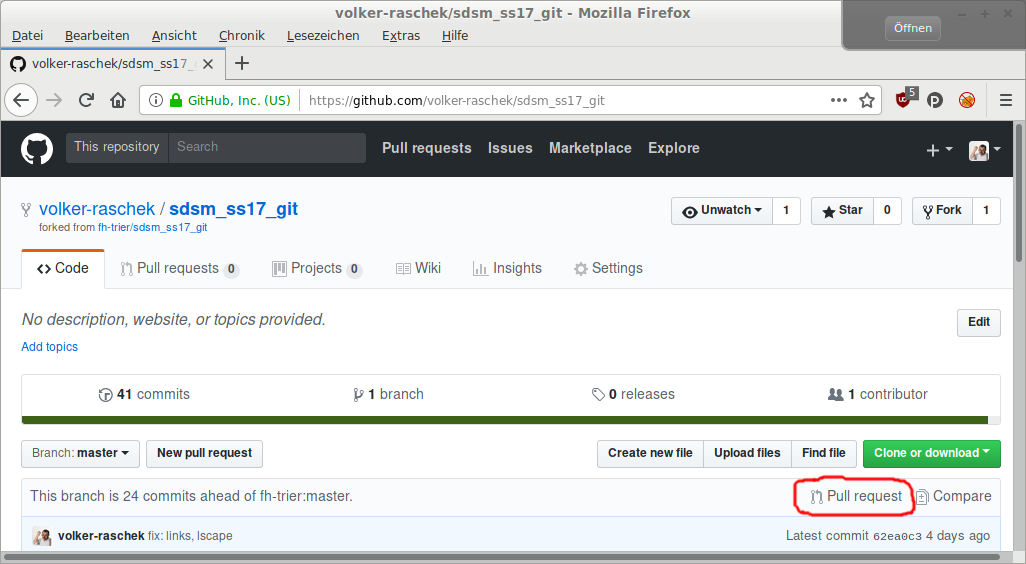 volker-raschek/sdsm_ss17_git - Mozilla Firefox
Öffnen
Datei Bearbeiten Ansicht Chronik Lesezeichen Extras Hilfe
volker-raschek/sdsm_ss17_
GitHub, Inc. (US) https://github.com/volker-raschek/sdsm_ss17_git 5
This repository Search Pull requests Issues Marketplace Explore
volker-raschek / sdsm_ss17_git Unwatch 1 Star 0 Fork 1
forked from fh-trier/sdsm_ss17_git
Code Pull requests 0 Projects 0 Wiki Insights Settings
No description, website, or topics provided. Edit
Add topics
41 commits 1 branch 0 releases 1 contributor
Branch: master New pull request Create new file Upload files Find file Clone or download
This branch is 24 commits ahead of fh-trier:master. Pull request Compare
volker-raschek fix: links, lscape Latest commit 62ea0c3 4 days ago